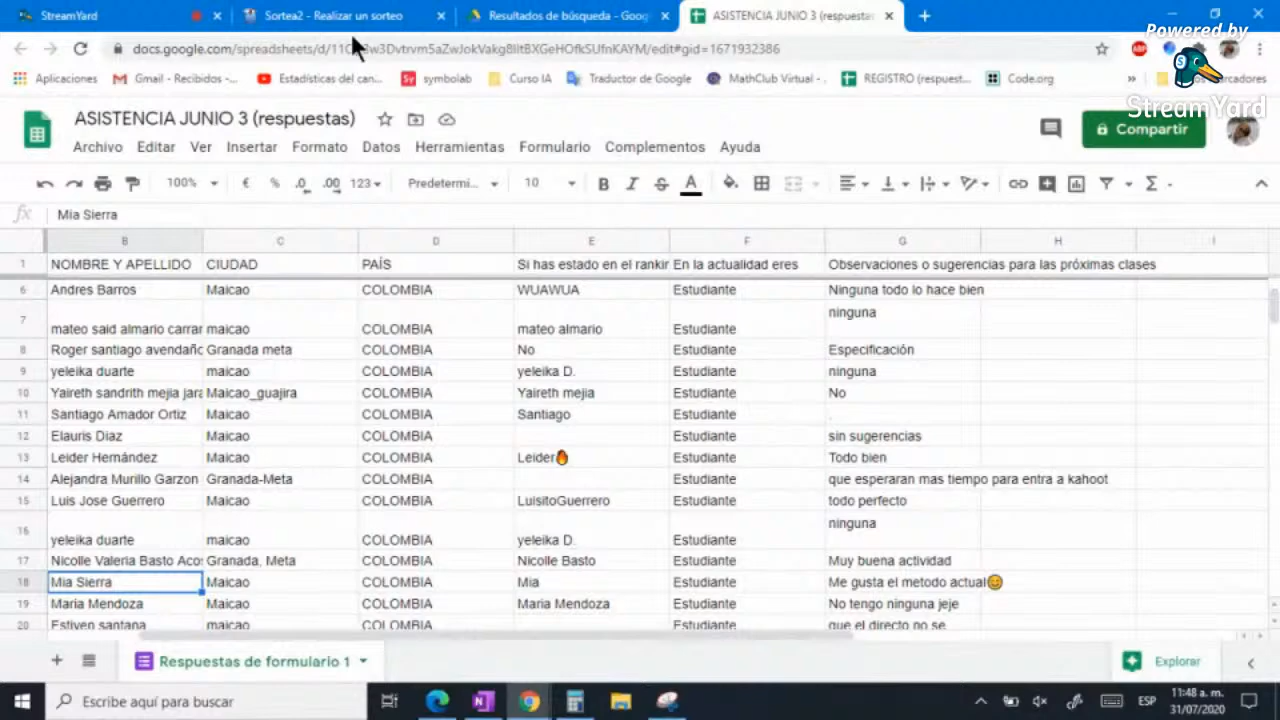 StreamYard
Sortea2 - Realizar un sorteo
Resultados de búsqueda - Goog
ASISTENCIA JUNIO 3 (respuestas
Powered by
StreamYard
Aplicaciones
Gmail - Recibidos -...
Estadísticas del can...
symbolab
Curso IA
Traductor de Google
MathClub Virtual - ...
REGISTRO (respuest...
Code.org
ASISTENCIA JUNIO 3 (respuestas)
Compartir
Archivo Editar Ver Insertar Formato Datos Herramientas Formulario Complementos Ayuda
100% € % .0 .00 123 Predetermi... 10 B I S A
fx Mia Sierra
B C D E F G H I
1 NOMBRE Y APELLIDO CIUDAD PAÍS Si has estado en el rankin En la actualidad eres Observaciones o sugerencias para las próximas clases
6 Andres Barros Maicao COLOMBIA WUAWUA Estudiante Ninguna todo lo hace bien
7 mateo said almario carrar maicao COLOMBIA mateo almario Estudiante ninguna
8 Roger santiago avendaño Granada meta COLOMBIA No Estudiante Especificación
9 yeleika duarte maicao COLOMBIA yeleika D. Estudiante ninguna
10 Yaireth sandrith mejia jara Maicao_guajira COLOMBIA Yaireth mejia Estudiante No
11 Santiago Amador Ortiz Maicao COLOMBIA Santiago Estudiante .
12 Elauris Diaz Maicao COLOMBIA Estudiante sin sugerencias
13 Leider Hernández Maicao COLOMBIA Leider🔥 Estudiante Todo bien
14 Alejandra Murillo Garzon Granada-Meta COLOMBIA Estudiante que esperaran mas tiempo para entra a kahoot
15 Luis Jose Guerrero Maicao COLOMBIA LuisitoGuerrero Estudiante todo perfecto
16 yeleika duarte maicao COLOMBIA yeleika D. Estudiante ninguna
17 Nicolle Valeria Basto Acos Granada, Meta COLOMBIA Nicolle Basto Estudiante Muy buena actividad
18 Mia Sierra Maicao COLOMBIA Mia Estudiante Me gusta el metodo actual😊
19 Maria Mendoza Maicao COLOMBIA Maria Mendoza Estudiante No tengo ninguna jeje
20 Estiven santana maicao COLOMBIA Estudiante que el directo no se
Respuestas de formulario 1
Explorar
Escribe aquí para buscar
ESP
11:48 a. m.
31/07/2020